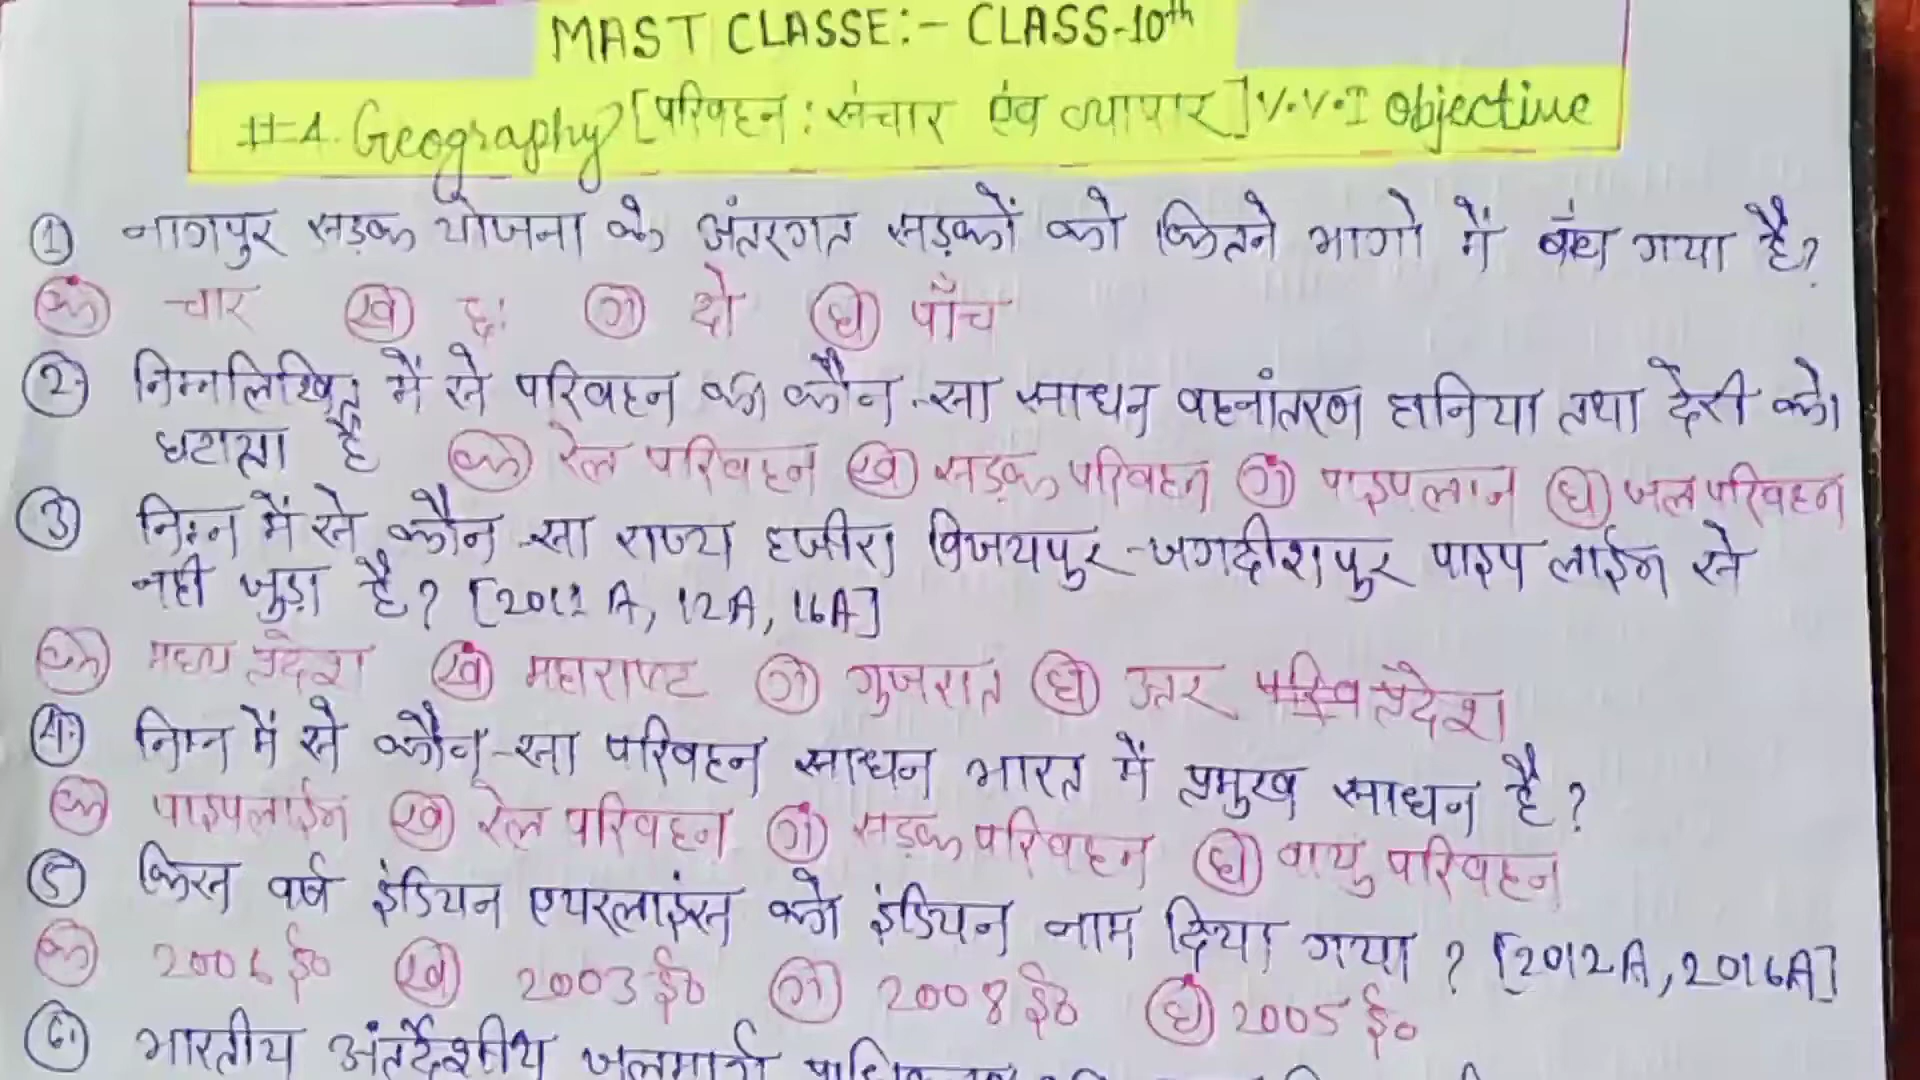 MAST CLASSE:- CLASS-10th
#4. Geography [परिवहन : संचार एंव व्यापार] V.V.I Objective
① नागपुर सड़क योजना के अंतरगत सड़कों को कितने भागो में गया है?
(क) चार (ख) छः (ग) दो (घ) पाँच
② निम्नलिखित में से परिवहन का कौन-सा साधन वहनांतरण हानिया तथा देरी को
घटाता है (क) रेल परिवहन (ख) सड़क परिवहन (ग) पाइपलान (घ) जल परिवहन
③ निम्न में से कौन सा राज्य हजीरा विजयपुर-जगदीशपुर पाइप लाईन से
नही जुड़ा है? [2012 A, 12A, 16A]
(क) मध्य प्रदेश (ख) महाराष्ट (ग) गुजरात (घ) उत्तर प्रदेश
④ निम्न में से कौन-सा परिवहन साधन भारत में प्रमुख साधन है?
(क) पाइपलाईन (ख) रेल परिवहन (ग) सड़क परिवहन (घ) वायु परिवहन
⑤ किस वर्ष इंडियन एयरलाइंस को इंडियन नाम दिया गया? [2012A, 2016A]
(क) 2006 ई० (ख) 2003 ई० (ग) 2008 ई० (घ) 2005 ई०
⑥ भारतीय अंतर्देशीय जलमार्ग